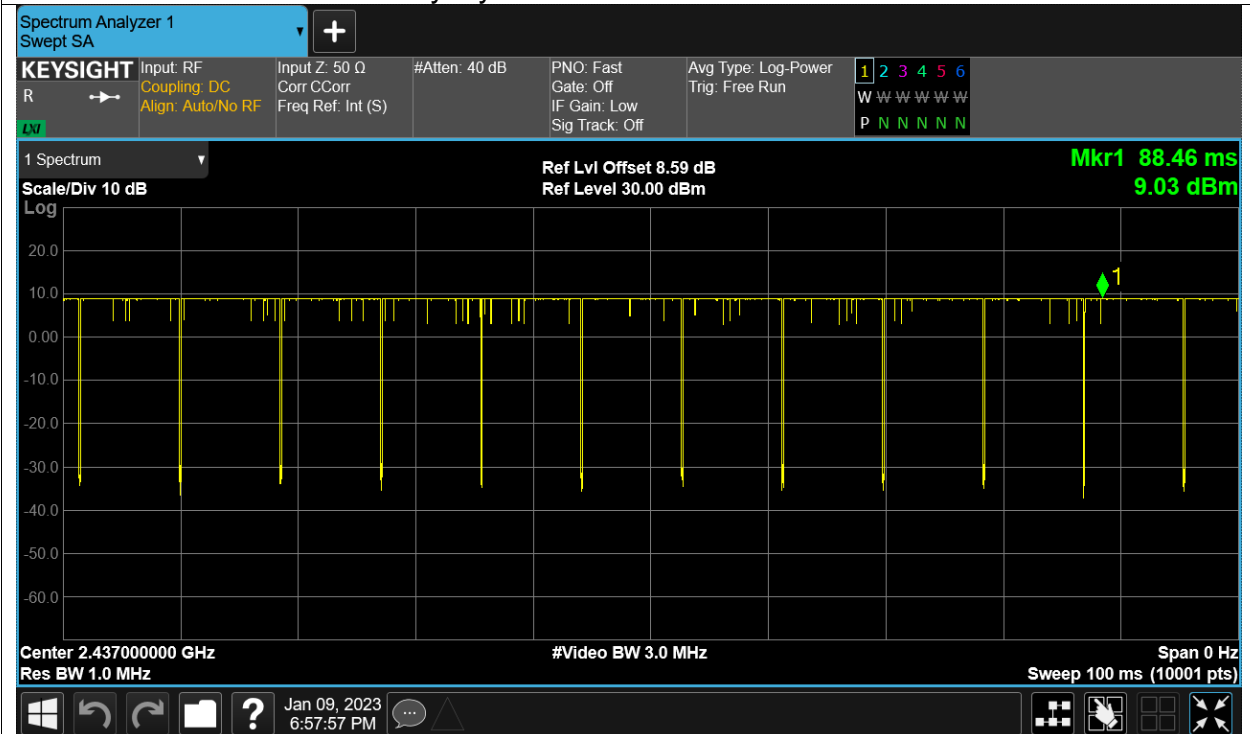 Spectrum Analyzer 1
Swept SA
+
KEYSIGHT Input: RF Input Z: 50 Ω #Atten: 40 dB PNO: Fast Avg Type: Log-Power 1 2 3 4 5 6
R Coupling: DC Corr CCorr Gate: Off Trig: Free Run W W W W W W
Align: Auto/No RF Freq Ref: Int (S) IF Gain: Low
LXI Sig Track: Off P N N N N N
1 Spectrum Ref Lvl Offset 8.59 dB Mkr1 88.46 ms
Scale/Div 10 dB Ref Level 30.00 dBm 9.03 dBm
Log
20.0
1
10.0
0.00
-10.0
-20.0
-30.0
-40.0
-50.0
-60.0
Center 2.437000000 GHz #Video BW 3.0 MHz Span 0 Hz
Res BW 1.0 MHz Sweep 100 ms (10001 pts)
? Jan 09, 2023
6:57:57 PM